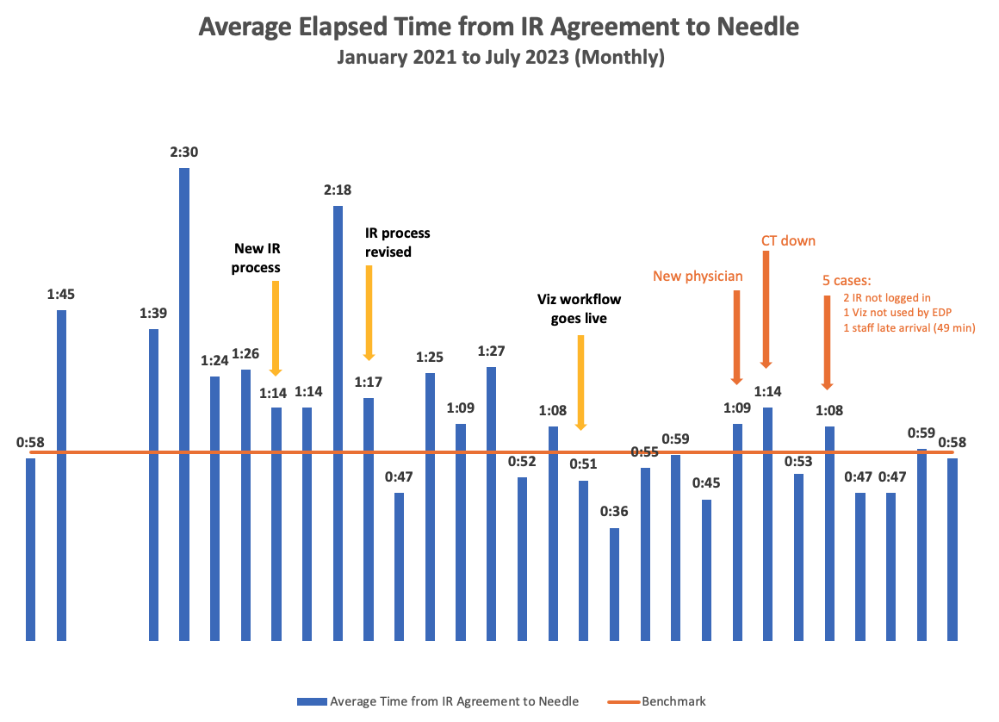 Average Elapsed Time from IR Agreement to Needle
January 2021 to July 2023 (Monthly)
0:58
1:45
1:39
2:30
1:24
1:26
New IR
process
1:14
1:14
2:18
IR process
revised
1:17
0:47
1:25
1:09
1:27
0:52
1:08
Viz workflow
goes live
0:51
0:36
0:55
0:59
0:45
New physician
1:09
CT down
1:14
0:53
5 cases:
2 IR not logged in
1 Viz not used by EDP
1 staff late arrival (49 min)
1:08
0:47
0:47
0:59
0:58
Average Time from IR Agreement to Needle
Benchmark